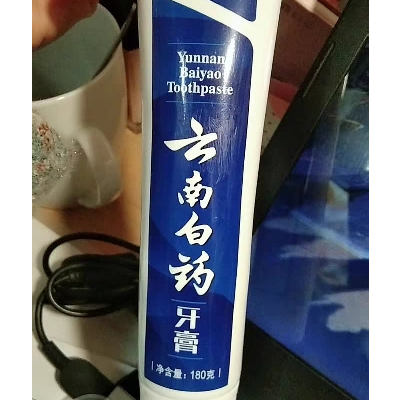 Yunnan
Baiyao
Toothpaste
云南白药
牙膏
净含量：180克